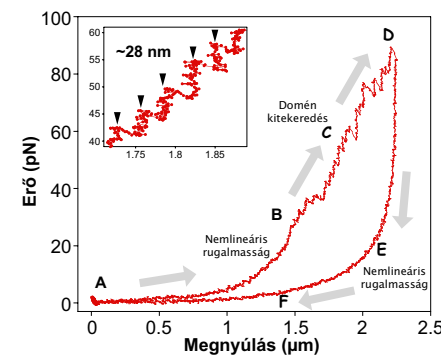 ~28 nm
60
55
50
45
40
1.75
1.8
1.85
100
80
60
40
20
0
Erő (pN)
D
Domén
kitekeredés
C
B
Nemlineáris
rugalmasság
A
E
Nemlineáris
rugalmasság
F
0
0.5
1
1.5
2
2.5
Megnyúlás (µm)